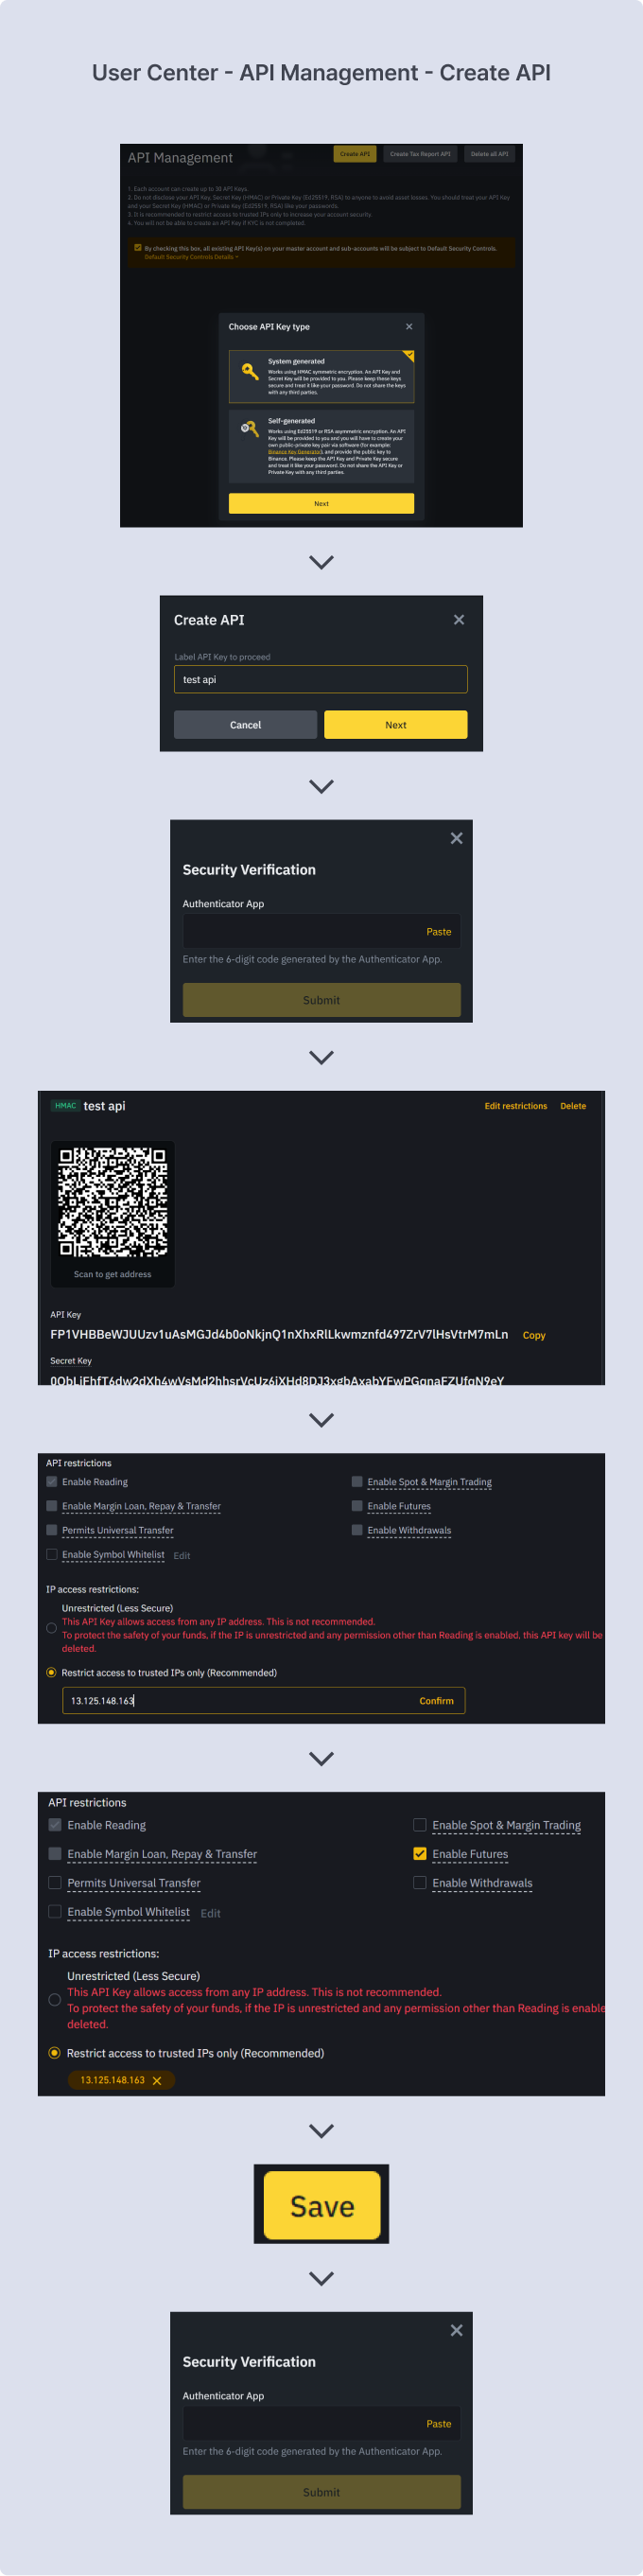 User Center - API Management - Create API
API Management
Create API
Create Tax Report API
Delete all API
1. Each account can create up to 30 API Keys.
2. Do not disclose your API Key, Secret Key (HMAC) or Private Key (Ed25519, RSA) to anyone to avoid asset losses. You should treat your API Key
and your Secret Key (HMAC) or Private Key (Ed25519, RSA) like your passwords.
3. It is recommended to restrict access to trusted IPs only to increase your account security.
4. You will not be able to create an API Key if KYC is not completed.
By checking this box, all existing API Key(s) on your master account and sub-accounts will be subject to Default Security Controls.
Default Security Controls Details
Choose API Key type
System generated
Works using HMAC symmetric encryption. An API Key and
Secret Key will be provided to you. Please keep these keys
secure and treat it like your password. Do not share the keys
with any third parties.
Self-generated
Works using Ed25519 or RSA asymmetric encryption. An API
Key will be provided to you and you will have to create your
own public-private key pair via software (for example:
Binance Key Generator), and provide the public key to
Binance. Please keep the API Key and Private Key secure
and treat it like your password. Do not share the API Key or
Private Key with any third parties.
Next
Create API
Label API Key to proceed
test api
Cancel
Next
Security Verification
Authenticator App
Paste
Enter the 6-digit code generated by the Authenticator App.
Submit
HMAC test api
Edit restrictions
Delete
Scan to get address
API Key
FP1VHBBeWJUUzv1uAsMGJd4b0oNkjnQ1nXhxRlLkwmznfd497ZrV7lHsVtrM7mLn
Copy
Secret Key
API restrictions
Enable Reading
Enable Spot & Margin Trading
Enable Margin Loan, Repay & Transfer
Enable Futures
Permits Universal Transfer
Enable Withdrawals
Enable Symbol Whitelist
Edit
IP access restrictions:
Unrestricted (Less Secure)
This API Key allows access from any IP address. This is not recommended.
To protect the safety of your funds, if the IP is unrestricted and any permission other than Reading is enabled, this API key will be
deleted.
Restrict access to trusted IPs only (Recommended)
13.125.148.163
Confirm
API restrictions
Enable Reading
Enable Spot & Margin Trading
Enable Margin Loan, Repay & Transfer
Enable Futures
Permits Universal Transfer
Enable Withdrawals
Enable Symbol Whitelist
Edit
IP access restrictions:
Unrestricted (Less Secure)
This API Key allows access from any IP address. This is not recommended.
To protect the safety of your funds, if the IP is unrestricted and any permission other than Reading is enable
deleted.
Restrict access to trusted IPs only (Recommended)
13.125.148.163
Save
Security Verification
Authenticator App
Paste
Enter the 6-digit code generated by the Authenticator App.
Submit